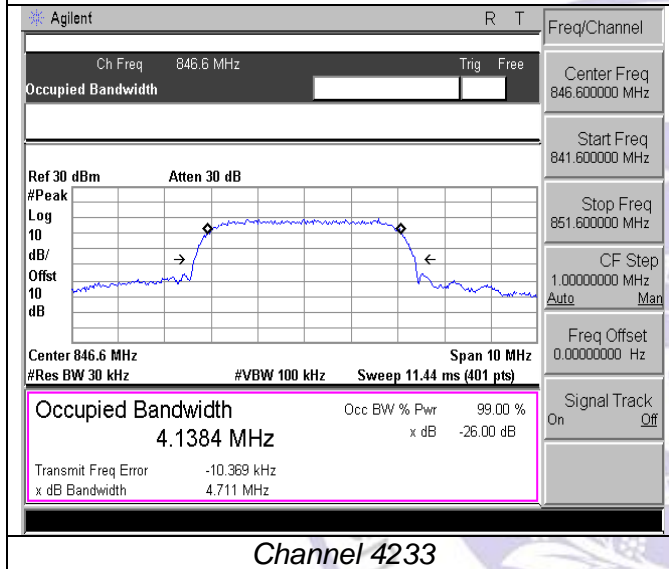 Agilent R T
Ch Freq 846.6 MHz Trig Free
Occupied Bandwidth
Ref 30 dBm Atten 30 dB
#Peak
Log
10
dB/
Offst
10
dB
Center 846.6 MHz Span 10 MHz
#Res BW 30 kHz #VBW 100 kHz Sweep 11.44 ms (401 pts)
Occupied Bandwidth Occ BW % Pwr 99.00 %
4.1384 MHz x dB -26.00 dB
Transmit Freq Error -10.369 kHz
x dB Bandwidth 4.711 MHz
Freq/Channel
Center Freq
846.600000 MHz
Start Freq
841.600000 MHz
Stop Freq
851.600000 MHz
CF Step
1.00000000 MHz
Auto Man
Freq Offset
0.00000000 Hz
Signal Track
On Off
Channel 4233